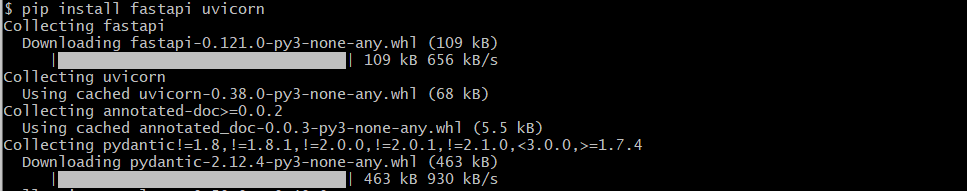 $ pip install fastapi uvicorn
Collecting fastapi
Downloading fastapi-0.121.0-py3-none-any.whl (109 kB)
| | 109 kB 656 kB/s
Collecting uvicorn
Using cached uvicorn-0.38.0-py3-none-any.whl (68 kB)
Collecting annotated-doc>=0.0.2
Using cached annotated_doc-0.0.3-py3-none-any.whl (5.5 kB)
Collecting pydantic!=1.8,!=1.8.1,!=2.0.0,!=2.0.1,!=2.1.0,<3.0.0,>=1.7.4
Downloading pydantic-2.12.4-py3-none-any.whl (463 kB)
| | 463 kB 930 kB/s